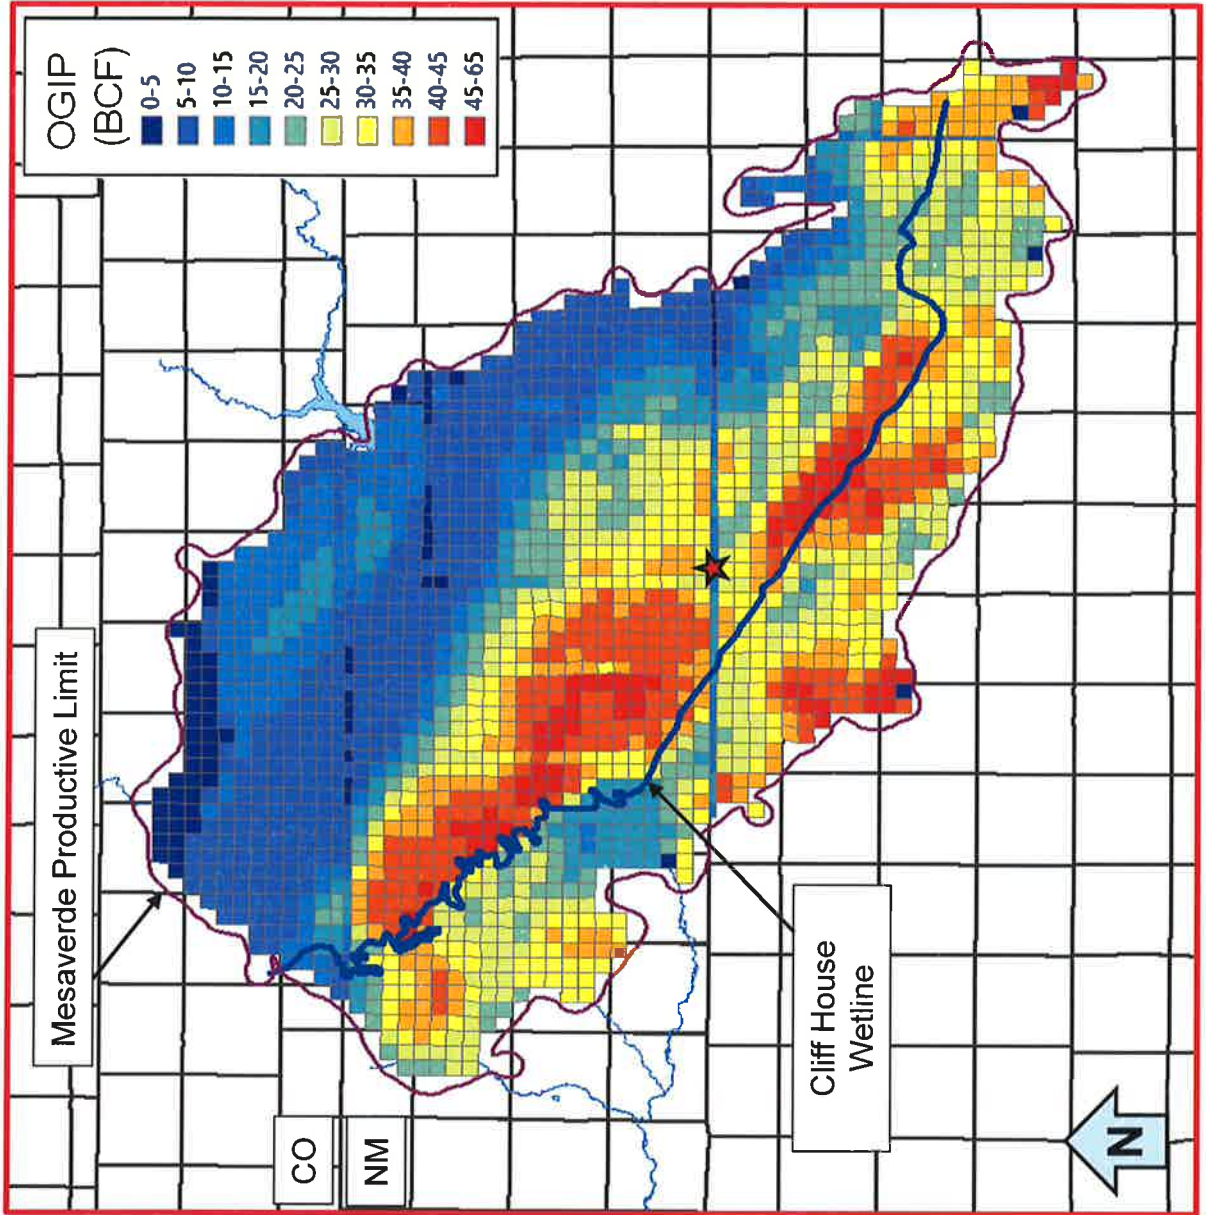 OGIP
(BCF)
0-5
5-10
10-15
15-20
20-25
25-30
30-35
35-40
40-45
45-65
Mesaverde Productive Limit
CO
NM
Cliff House
Wetline
N